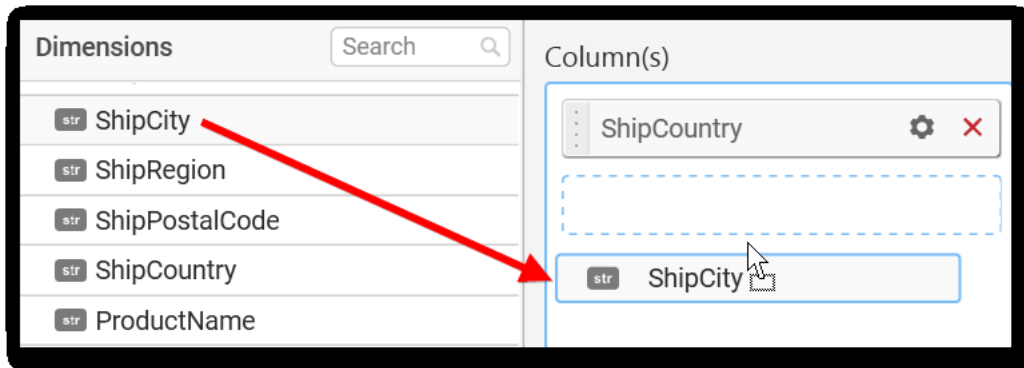 Dimensions
Search
str ShipCity
str ShipRegion
str ShipPostalCode
str ShipCountry
str ProductName
Column(s)
ShipCountry
str ShipCity